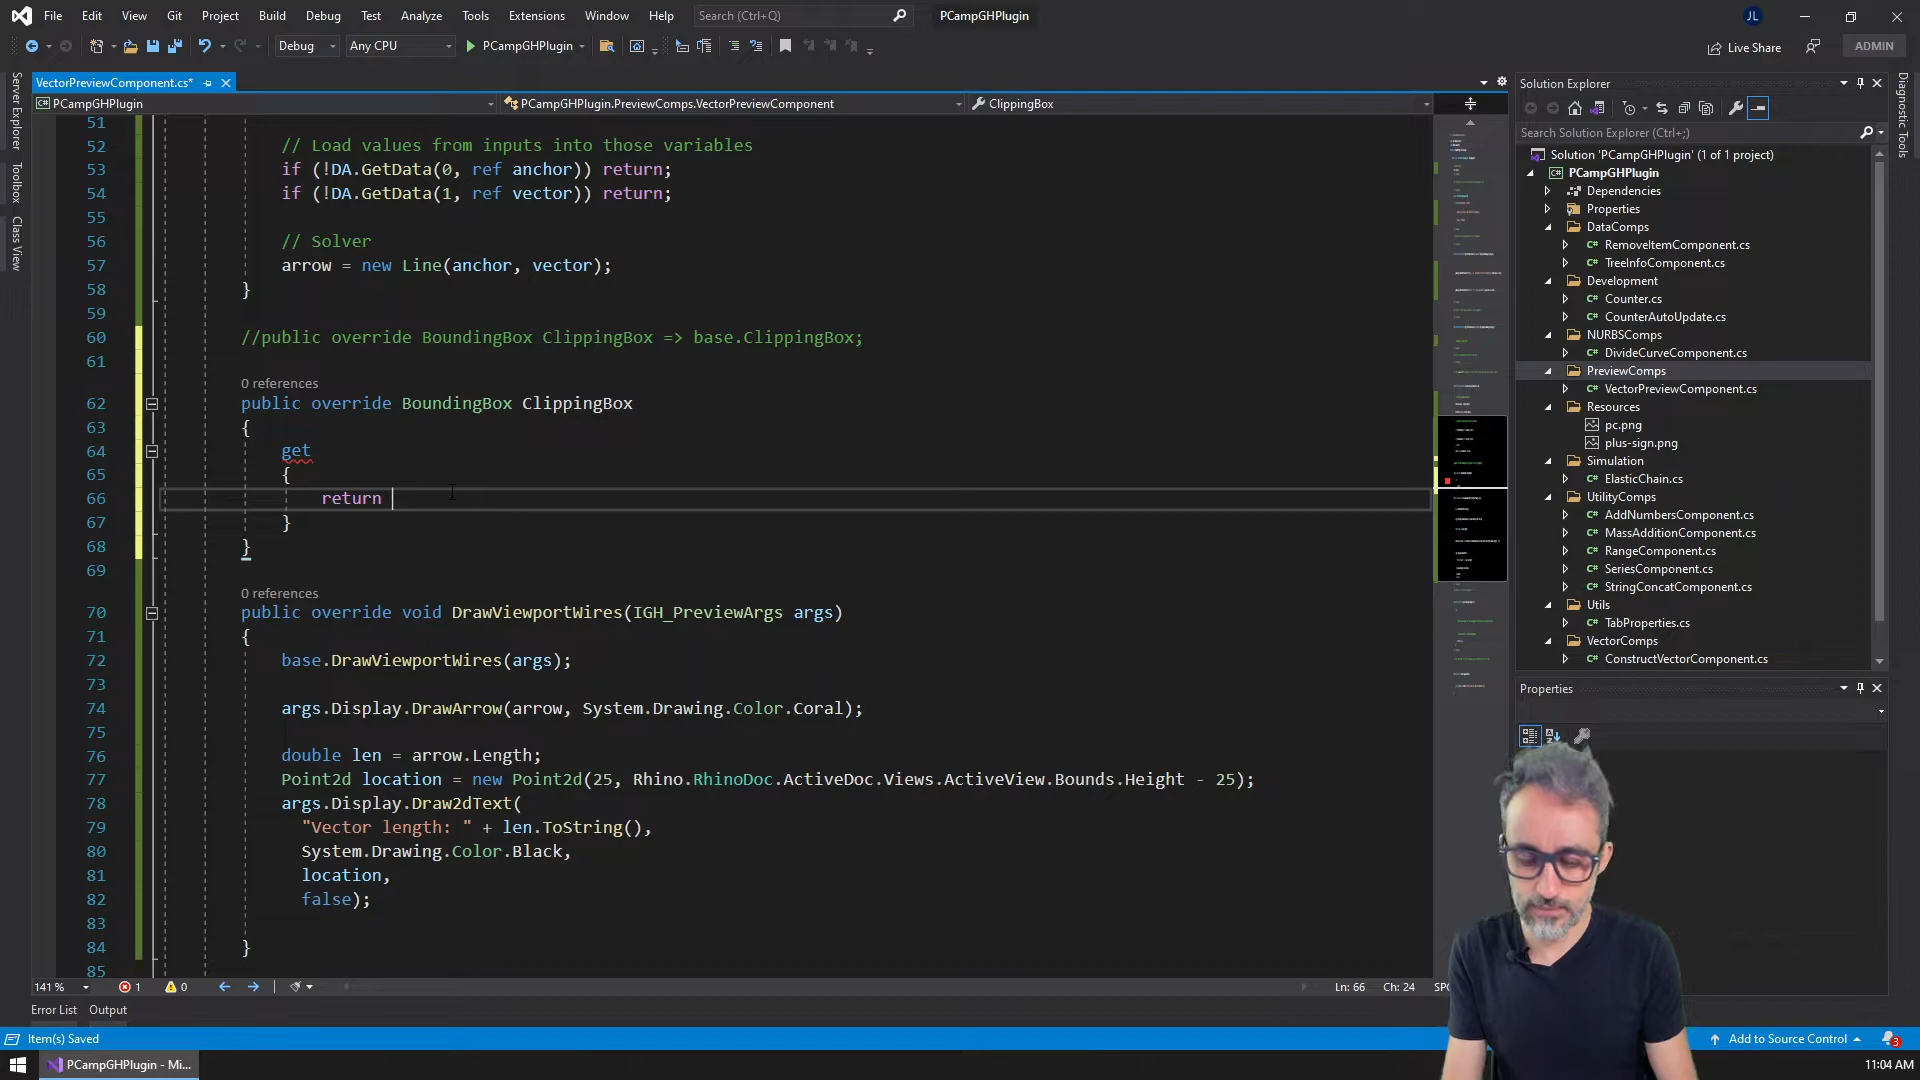 File Edit View Git Project Build Debug Test Analyze Tools Extensions Window Help Search (Ctrl+Q) PCampGHPlugin JL
Debug Any CPU PCampGHPlugin Live Share ADMIN
VectorPreviewComponent.cs*
PCampGHPlugin PCampGHPlugin.PreviewComps.VectorPreviewComponent ClippingBox
Server Explorer
Toolbox
Class View
51
52 // Load values from inputs into those variables
53 if (!DA.GetData(0, ref anchor)) return;
54 if (!DA.GetData(1, ref vector)) return;
55
56 // Solver
57 arrow = new Line(anchor, vector);
58 }
59
60 //public override BoundingBox ClippingBox => base.ClippingBox;
61
0 references
62 public override BoundingBox ClippingBox
63 {
64 get
65 {
66 return
67 }
68 }
69
0 references
70 public override void DrawViewportWires(IGH_PreviewArgs args)
71 {
72 base.DrawViewportWires(args);
73
74 args.Display.DrawArrow(arrow, System.Drawing.Color.Coral);
75
76 double len = arrow.Length;
77 Point2d location = new Point2d(25, Rhino.RhinoDoc.ActiveDoc.Views.ActiveView.Bounds.Height - 25);
78 args.Display.Draw2dText(
79 "Vector length: " + len.ToString(),
80 System.Drawing.Color.Black,
81 location,
82 false);
83
84 }
85
141 % 1 0 Ln: 66 Ch: 24 SPC
Error List Output
Item(s) Saved
Solution Explorer
Search Solution Explorer (Ctrl+;)
Solution 'PCampGHPlugin' (1 of 1 project)
PCampGHPlugin
Dependencies
Properties
DataComps
C# RemoveItemComponent.cs
C# TreeInfoComponent.cs
Development
C# Counter.cs
C# CounterAutoUpdate.cs
NURBSComps
C# DivideCurveComponent.cs
PreviewComps
C# VectorPreviewComponent.cs
Resources
pc.png
plus-sign.png
Simulation
C# ElasticChain.cs
UtilityComps
C# AddNumbersComponent.cs
C# MassAdditionComponent.cs
C# RangeComponent.cs
C# SeriesComponent.cs
C# StringConcatComponent.cs
Utils
C# TabProperties.cs
VectorComps
C# ConstructVectorComponent.cs
Properties
Diagnostic Tools
Add to Source Control 3
PCampGHPlugin - Mi...
11:04 AM